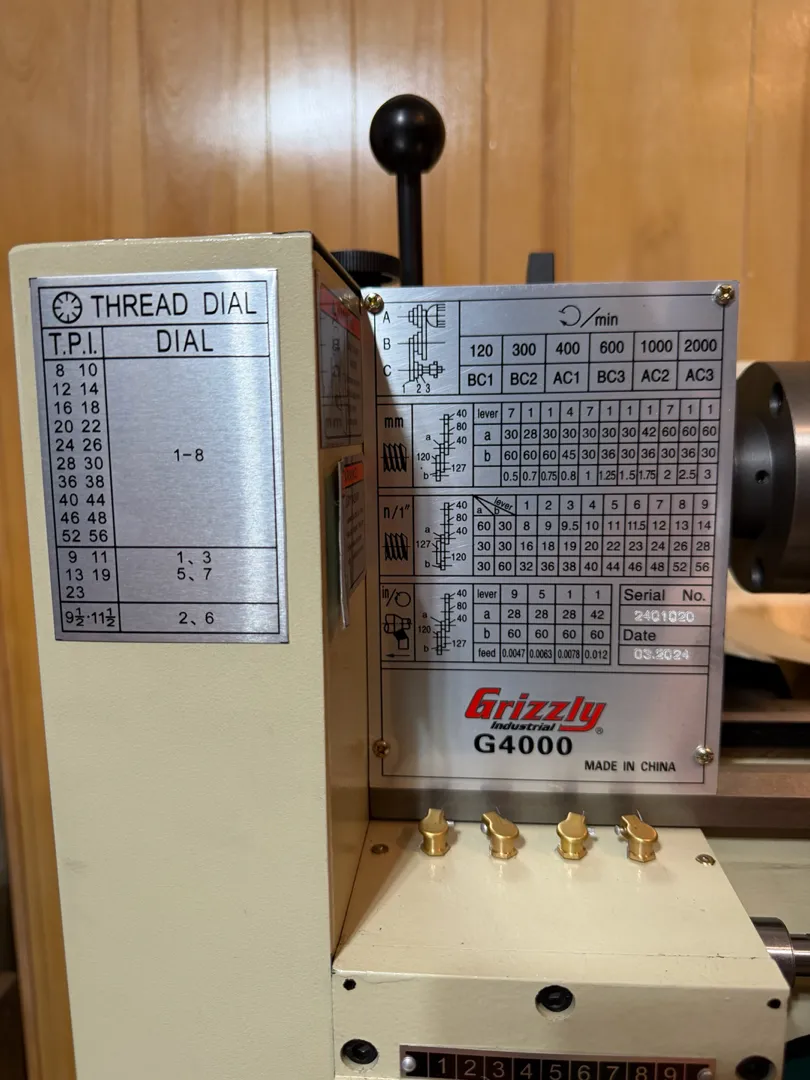 THREAD DIAL
T.P.I. DIAL
8 10
12 14
16 18
20 22
24 26
28 30
36 38
40 44
46 48
52 56
1-8
9 11
13 19
23
1、3
5、7
9½·11½ 2、6
A
B
C
1 2 3
/min
120 300 400 600 1000 2000
BC1 BC2 AC1 BC3 AC2 AC3
mm
40
80
a 40
120
b 127
lever 7 1 1 4 7 1 1 1 7 1 1
a 30 28 30 30 30 30 30 42 60 60 60
b 60 60 60 45 30 36 30 36 30 36 30
0.5 0.7 0.75 0.8 1 1.25 1.5 1.75 2 2.5 3
n/1"
40
80
a 40
127
b 120
lever
a b 1 2 3 4 5 6 7 8 9
60 30 8 9 9.5 10 11 11.5 12 13 14
30 30 16 18 19 20 22 23 24 26 28
30 60 32 36 38 40 44 46 48 52 56
in/
40
80
a 40
120
b 127
lever 9 5 1 1
a 28 28 28 42
b 60 60 60 60
feed 0.0047 0.0063 0.0078 0.012
Serial No.
2401020
Date
03.2024
Grizzly
Industrial ®
G4000
MADE IN CHINA
1 2 3 4 5 6 7 8 9